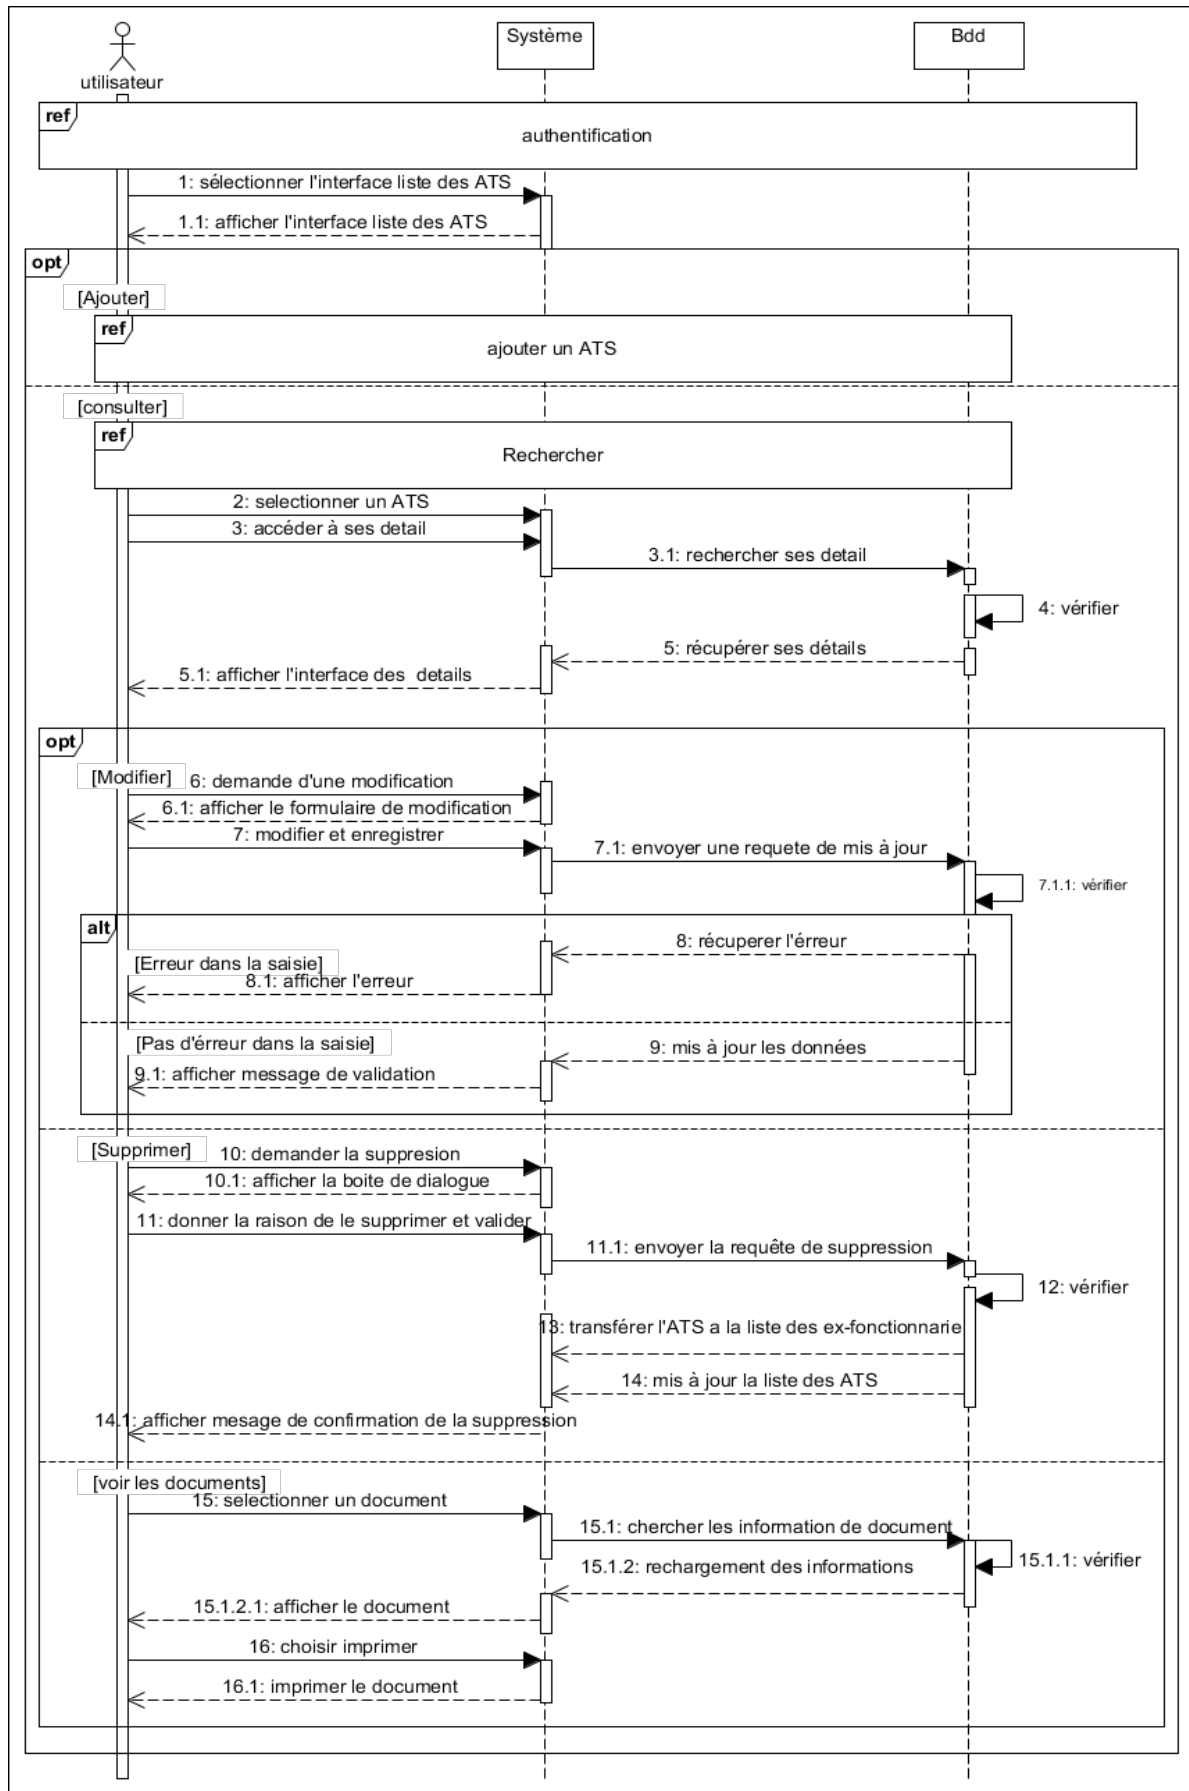 Système
Bdd
utilisateur
ref
authentification
1: sélectionner l'interface liste des ATS
1.1: afficher l'interface liste des ATS
opt
[Ajouter]
ref
ajouter un ATS
[consulter]
ref
Rechercher
2: selectionner un ATS
3: accéder à ses detail
3.1: rechercher ses detail
4: vérifier
5: récupérer ses détails
5.1: afficher l'interface des  details
opt
[Modifier]
6: demande d'une modification
6.1: afficher le formulaire de modification
7: modifier et enregistrer
7.1: envoyer une requete de mis à jour
7.1.1: vérifier
alt
8: récuperer l'érreur
[Erreur dans la saisie]
8.1: afficher l'erreur
[Pas d'érreur dans la saisie]
9: mis à jour les données
9.1: afficher message de validation
[Supprimer]
10: demander la suppresion
10.1: afficher la boite de dialogue
11: donner la raison de le supprimer et valider
11.1: envoyer la requête de suppression
12: vérifier
13: transférer l'ATS a la liste des ex-fonctionnarie
14: mis à jour la liste des ATS
14.1: afficher mesage de confirmation de la suppression
[voir les documents]
15: selectionner un document
15.1: chercher les information de document
15.1.1: vérifier
15.1.2: rechargement des informations
15.1.2.1: afficher le document
16: choisir imprimer
16.1: imprimer le document